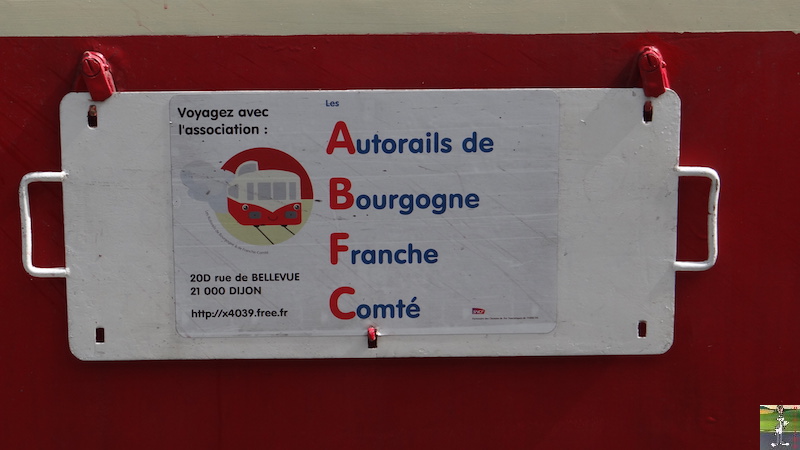 Voyagez avec
l'association :
Les
Autorails de
Bourgogne
Franche
Comté
20D rue de BELLEVUE
21 000 DIJON
http://x4039.free.fr